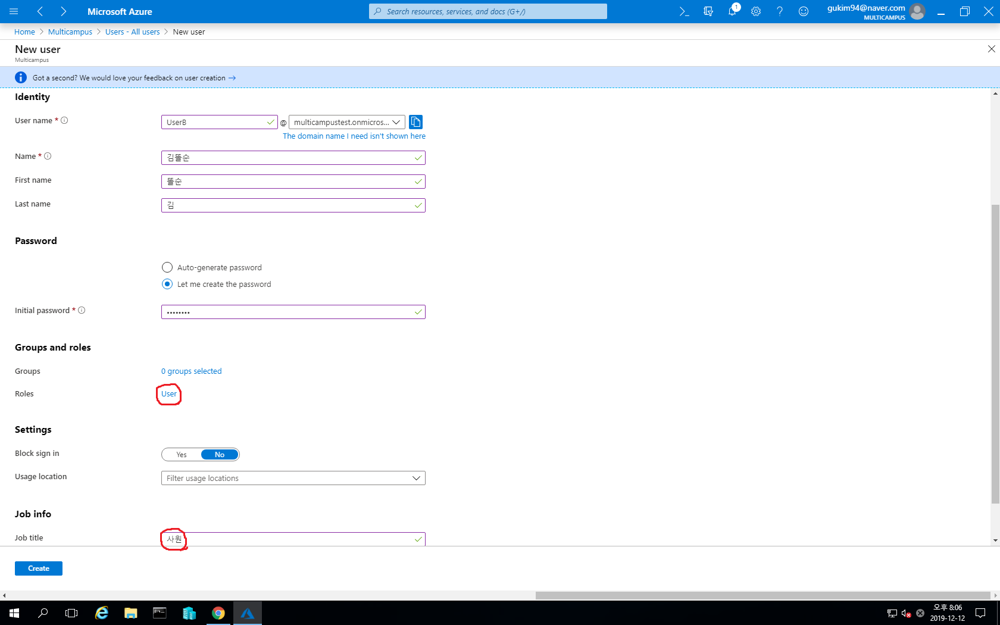 Microsoft Azure
Search resources, services, and docs (G+/)
1
gukim94@naver.com
MULTICAMPUS
Home > Multicampus > Users - All users > New user
New user
Multicampus
Got a second? We would love your feedback on user creation →
Identity
User name *
UserB
@
multicampustest.onmicros...
The domain name I need isn't shown here
Name *
김똘순
First name
똘순
Last name
김
Password
Auto-generate password
Let me create the password
Initial password *
••••••••
Groups and roles
Groups
0 groups selected
Roles
User
Settings
Block sign in
Yes No
Usage location
Filter usage locations
Job info
Job title
사원
Create
오후 8:06
2019-12-12